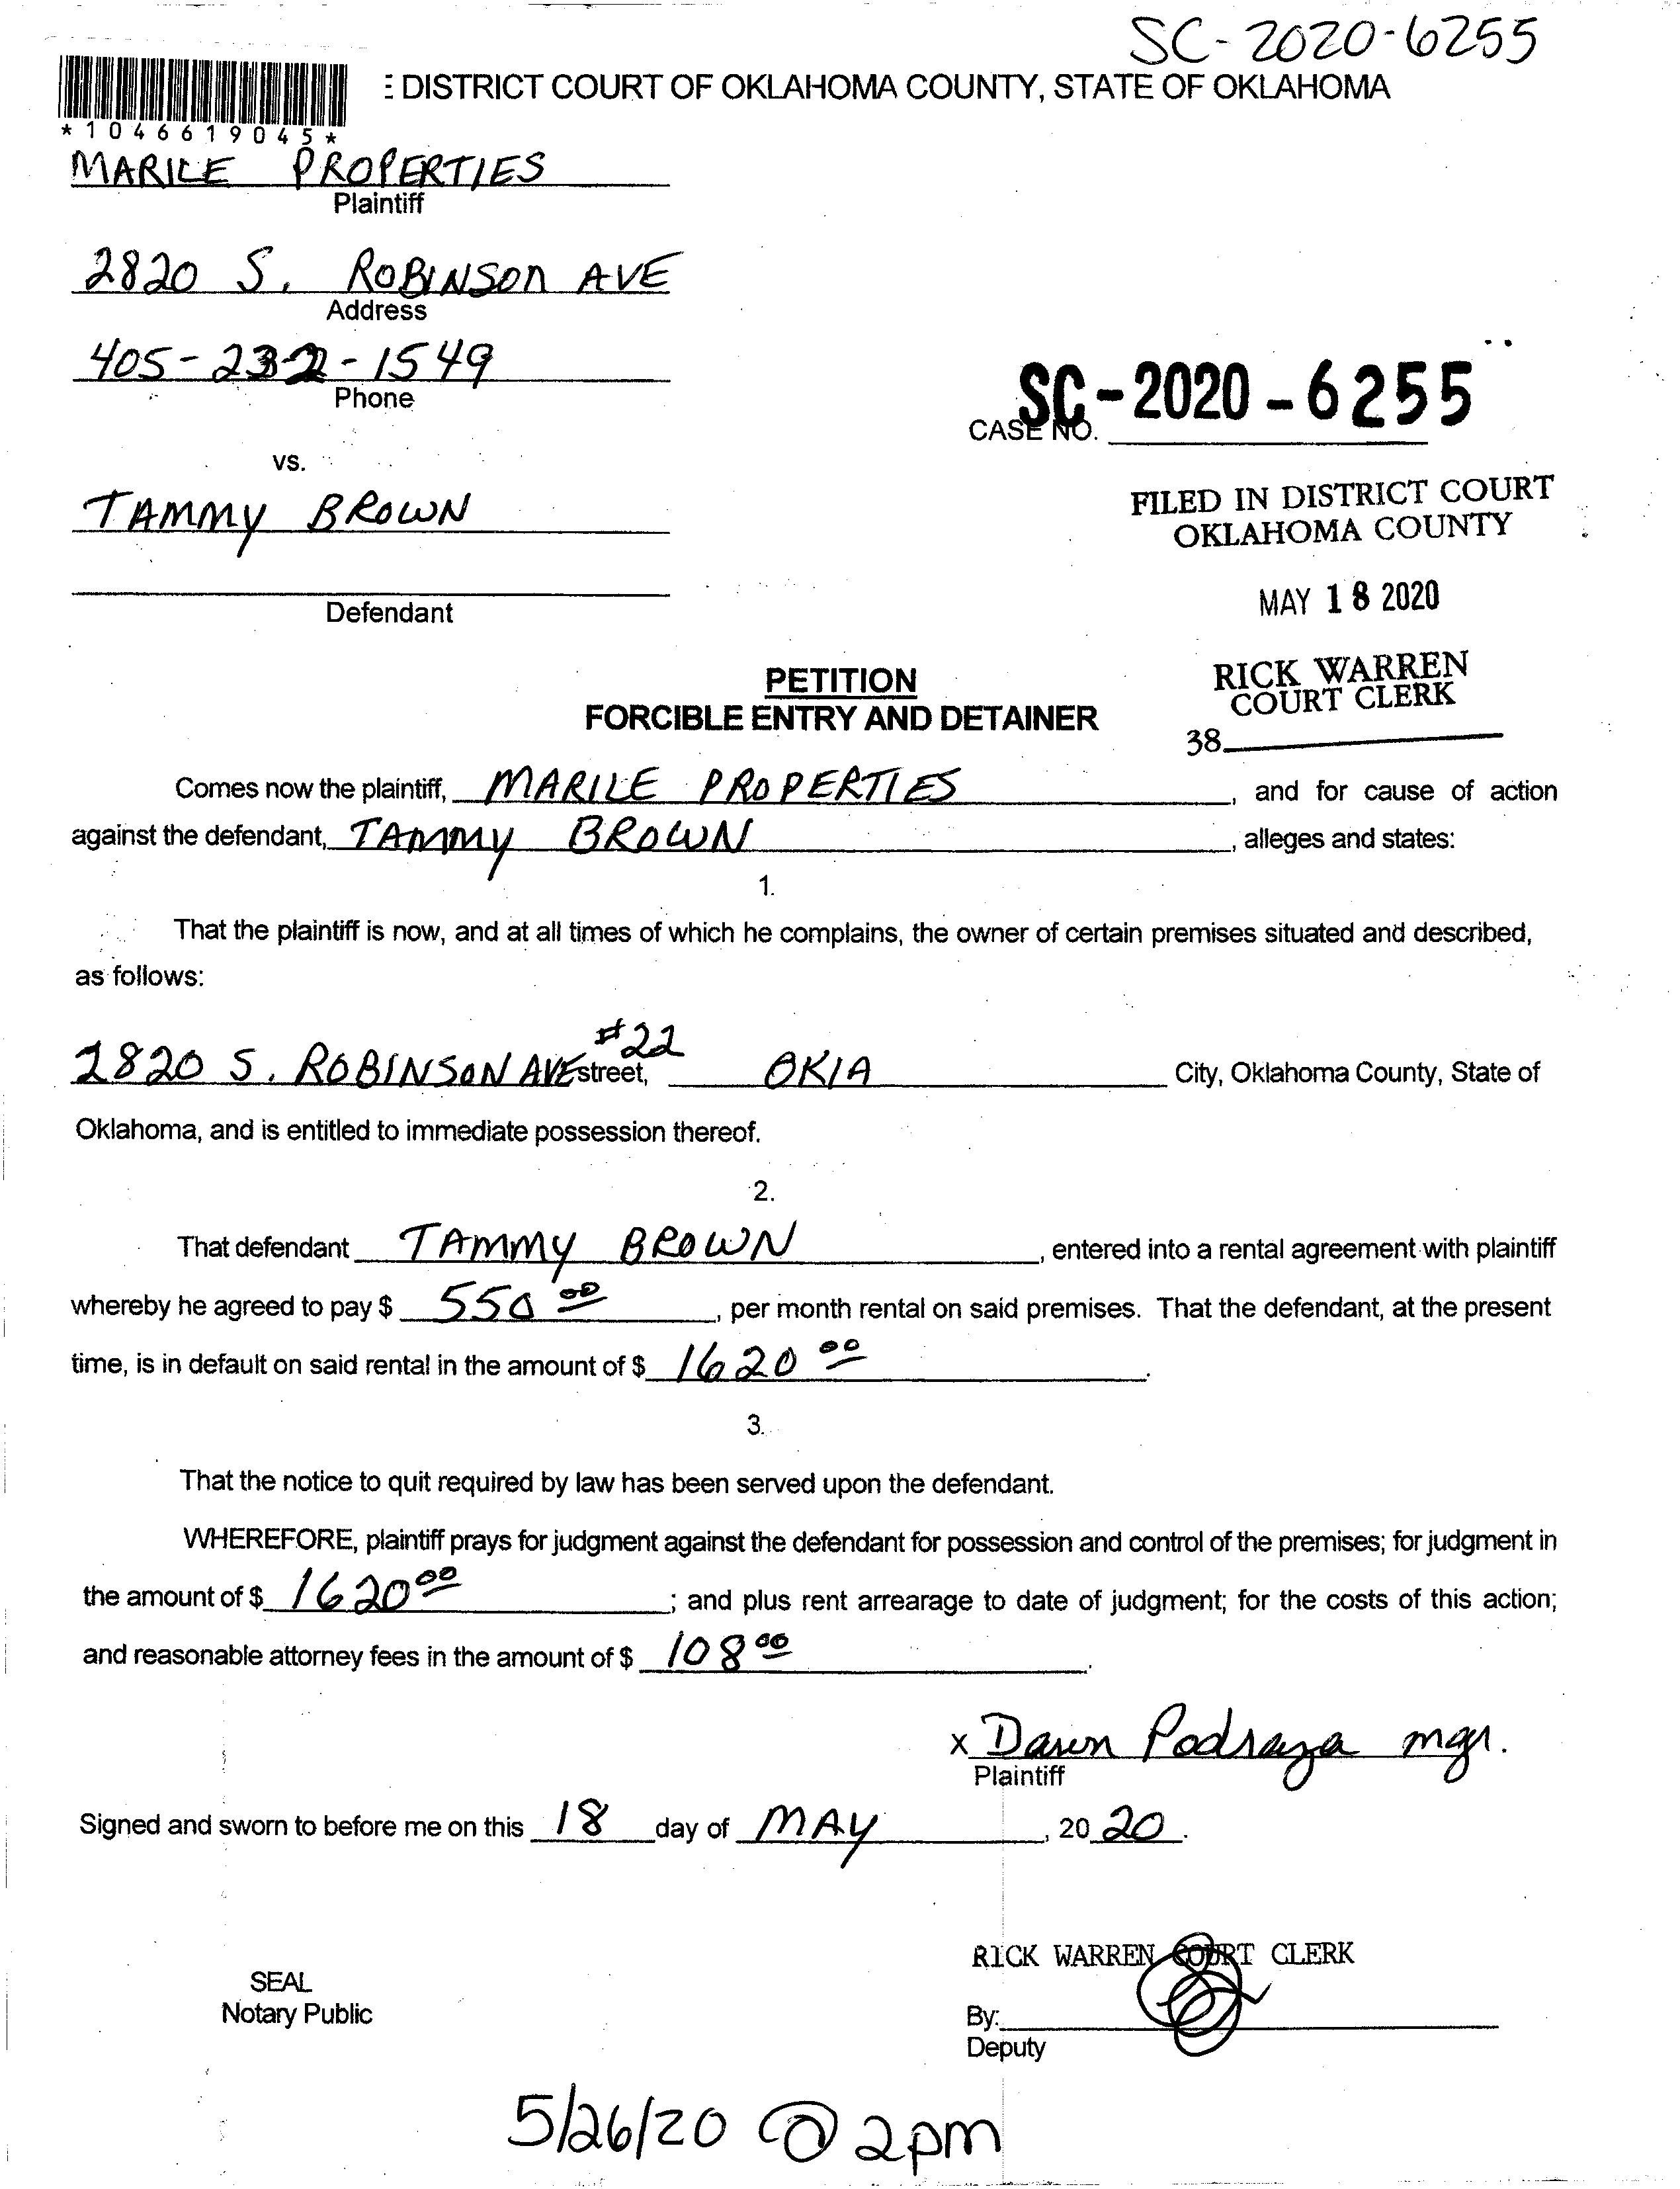 SC-2020-6255
DISTRICT COURT OF OKLAHOMA COUNTY, STATE OF OKLAHOMA
*1046619045*
MARILE PROPERTIES
Plaintiff
2820 S. ROBINSON AVE
Address
405-232-1549
Phone
SC-2020-6255
CASE NO.
vs.
TAMMY BROWN
Defendant
FILED IN DISTRICT COURT
OKLAHOMA COUNTY
MAY 18 2020
RICK WARREN
COURT CLERK
38
PETITION
FORCIBLE ENTRY AND DETAINER
Comes now the plaintiff, MARILE PROPERTIES, and for cause of action
against the defendant, TAMMY BROWN, alleges and states:
1.
That the plaintiff is now, and at all times of which he complains, the owner of certain premises situated and described,
as follows:
#22
2820 S. ROBINSON AVE street, OKlA City, Oklahoma County, State of
Oklahoma, and is entitled to immediate possession thereof.
2.
That defendant TAMMY BROWN, entered into a rental agreement with plaintiff
whereby he agreed to pay $ 550 00, per month rental on said premises. That the defendant, at the present
time, is in default on said rental in the amount of $ 1620 00.
3.
That the notice to quit required by law has been served upon the defendant.
WHEREFORE, plaintiff prays for judgment against the defendant for possession and control of the premises; for judgment in
the amount of $ 1620 00; and plus rent arrearage to date of judgment; for the costs of this action;
and reasonable attorney fees in the amount of $ 108 00.
x Dawn Podraza mgr.
Plaintiff
Signed and sworn to before me on this 18 day of MAY, 20 20.
RICK WARREN COURT CLERK
SEAL
Notary Public
By:
Deputy
5/26/20 @ 2pm